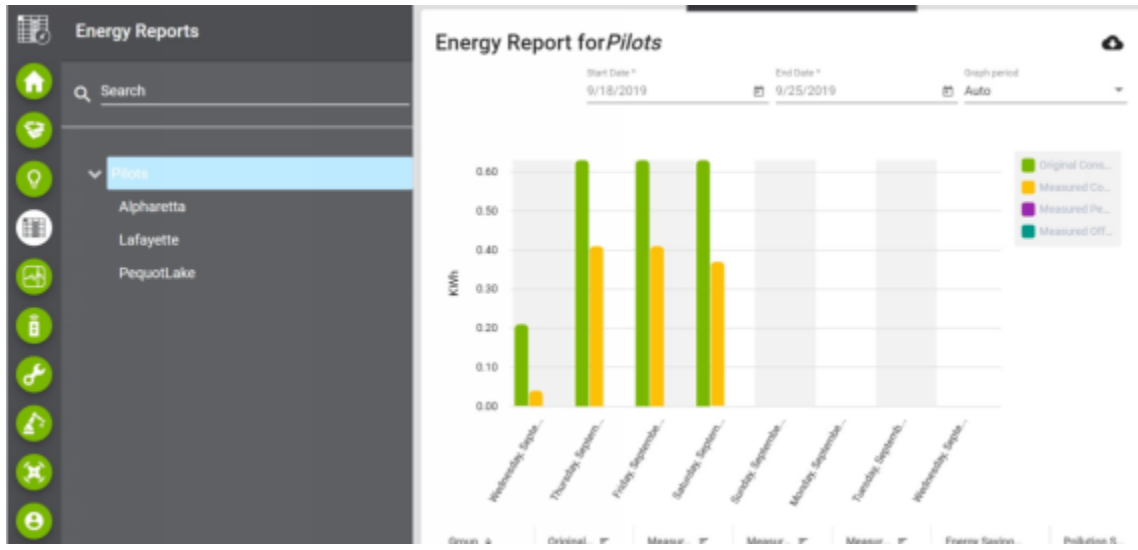 Energy Reports
Search
Pilots
Alpharetta
Lafayette
PequotLake
Energy Report for Pilots
Start Date *
9/18/2019
End Date *
9/25/2019
Graph period
Auto
0.60
0.50
0.40
0.30
0.20
0.10
0.00
KWh
Original Cons...
Measured Co...
Measured Pe...
Measured Off...
Wednesday, Septe...
Thursday, Septem...
Friday, Septembe...
Saturday, Septem...
Sunday, Septembe...
Monday, Septembe...
Tuesday, Septemb...
Wednesday, Septe...
Group Original... Measur... Measur... Measur... Energy Saving... Pollution S...